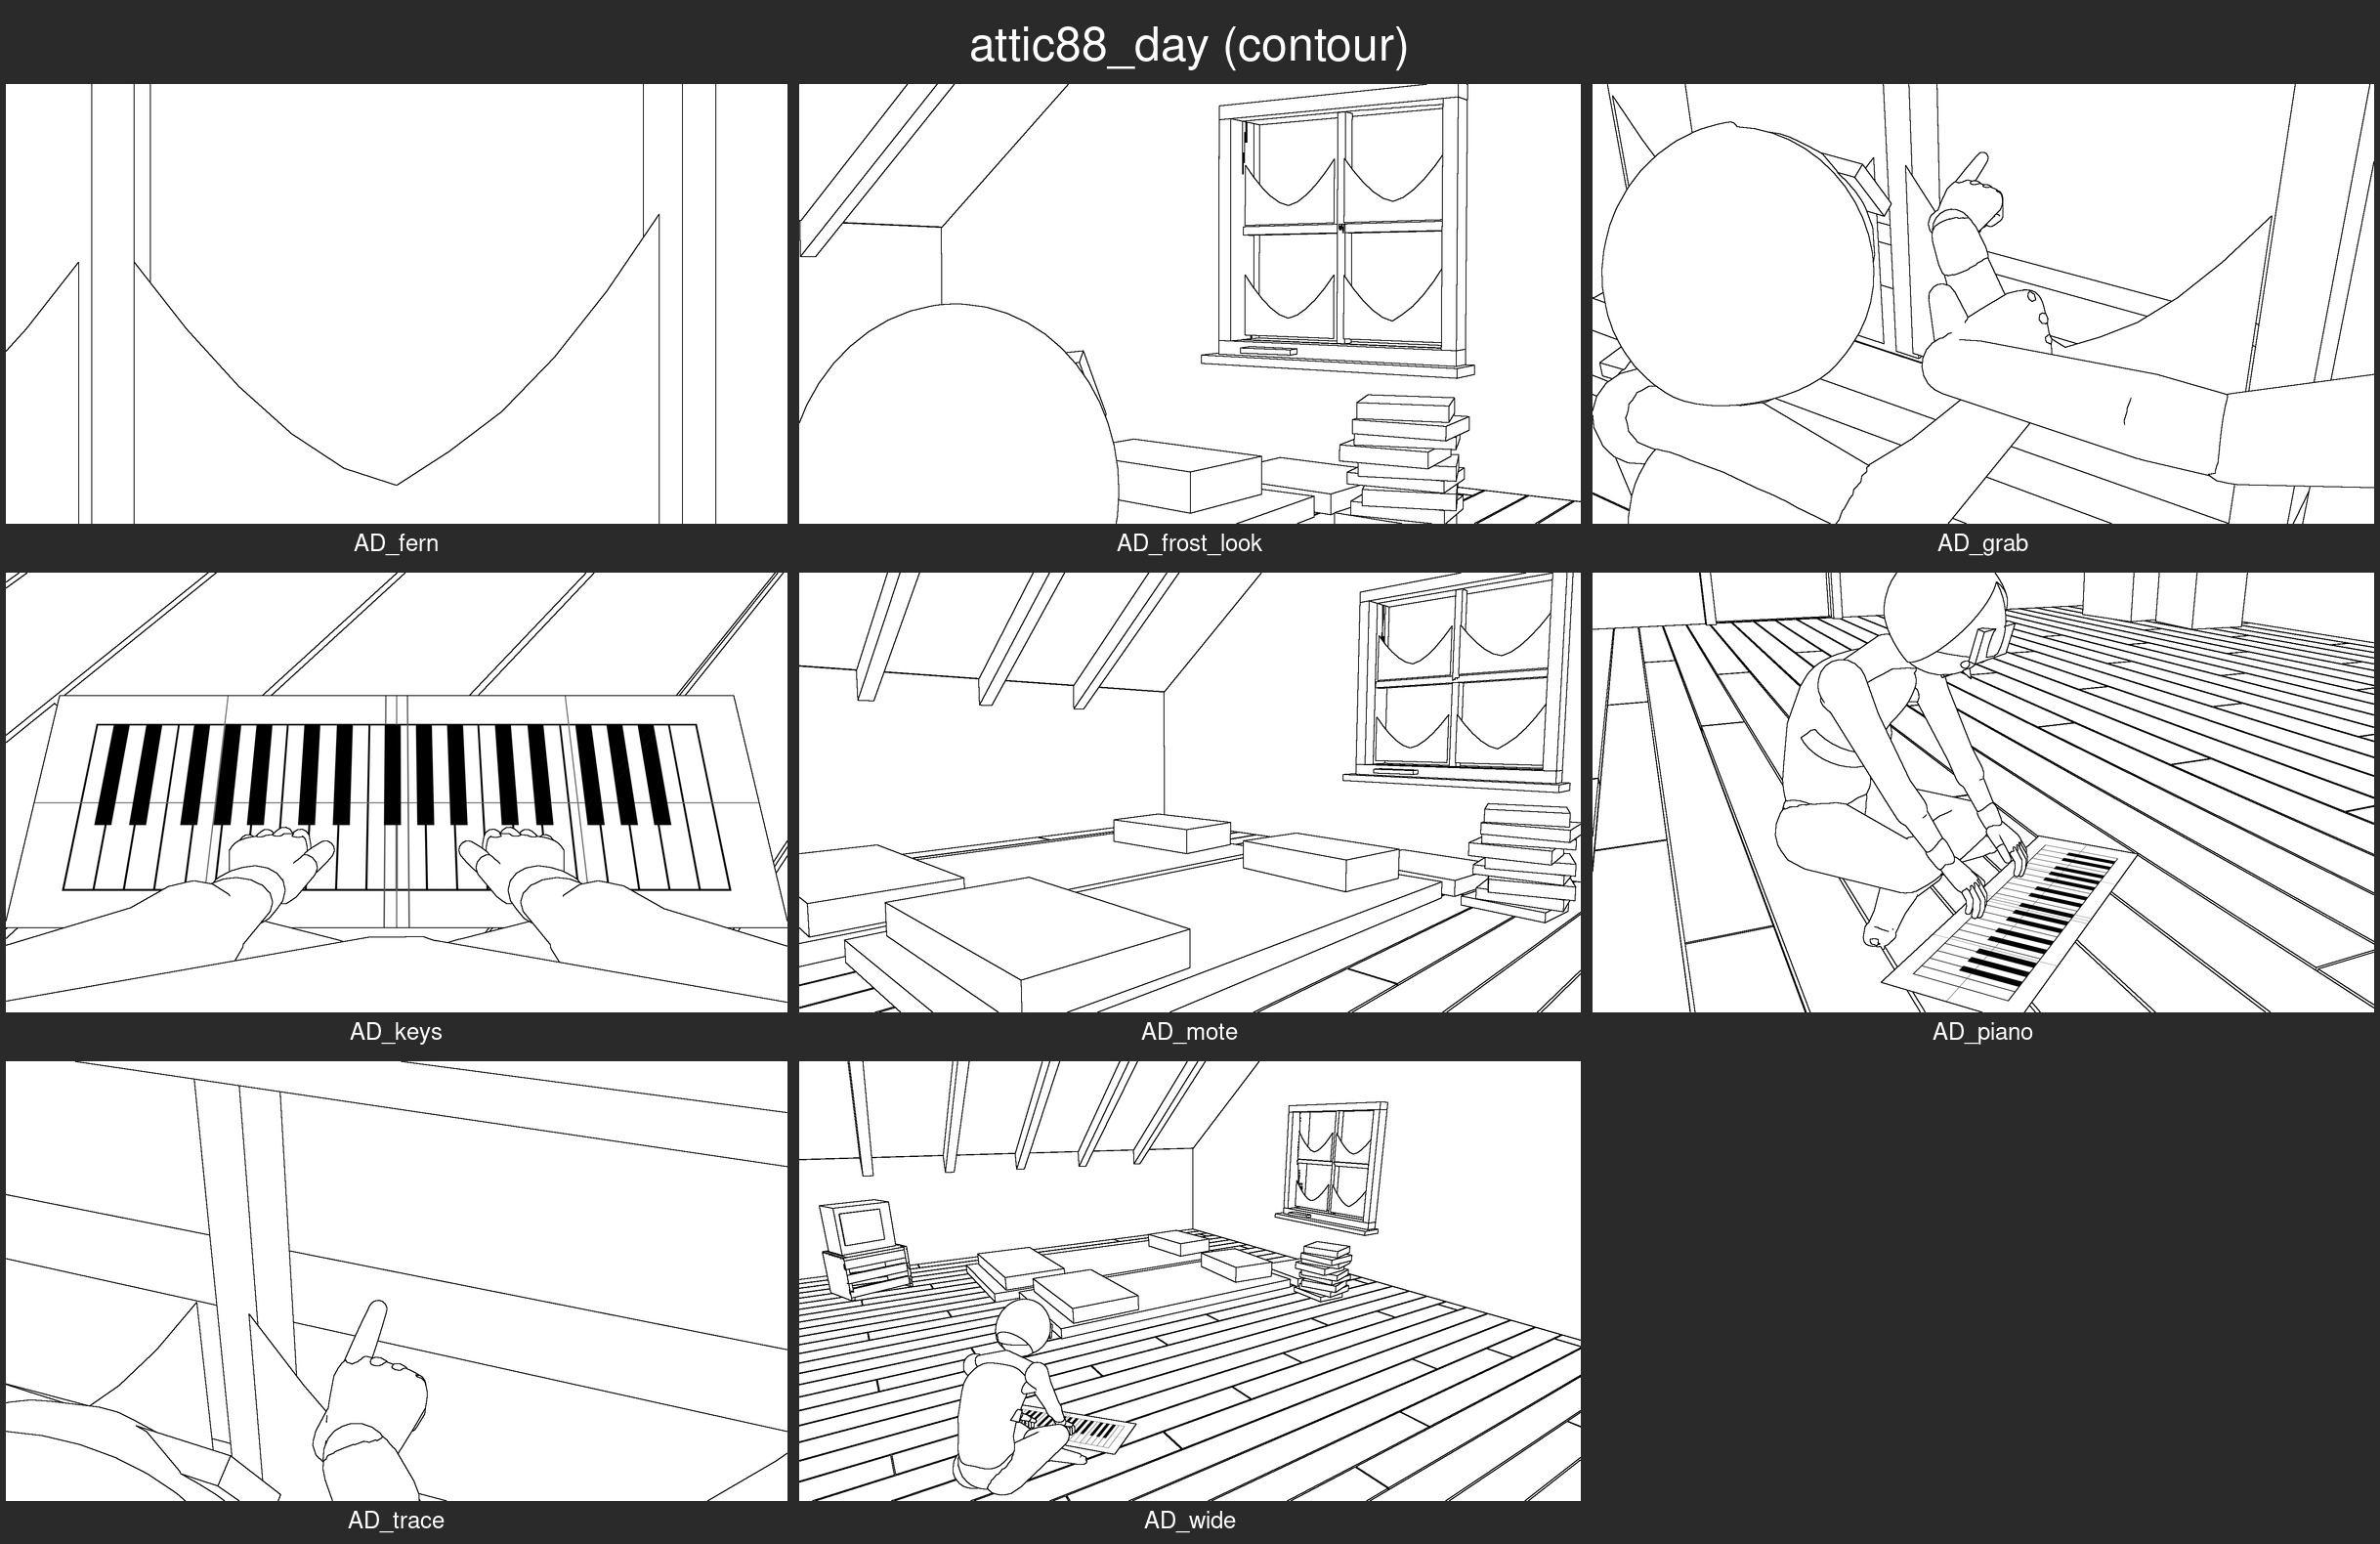 attic88_day (contour)
AD_fern
AD_frost_look
AD_grab
AD_keys
AD_mote
AD_piano
AD_trace
AD_wide